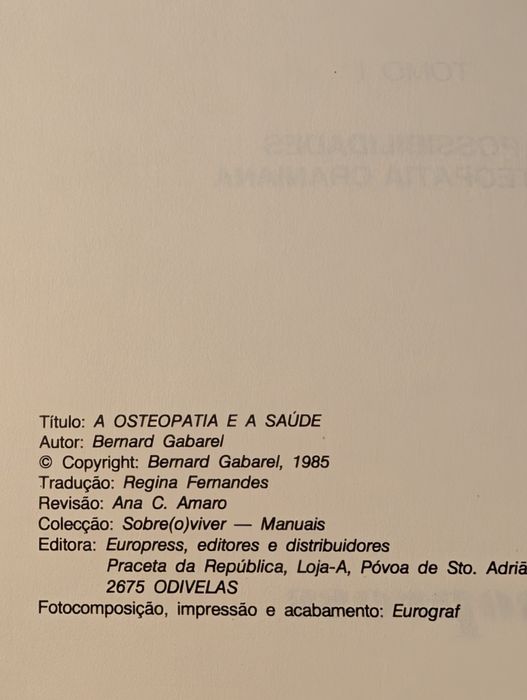 Título: A OSTEOPATIA E A SAÚDE
Autor: Bernard Gabarel
© Copyright: Bernard Gabarel, 1985
Tradução: Regina Fernandes
Revisão: Ana C. Amaro
Colecção: Sobre(o)viver — Manuais
Editora: Europress, editores e distribuidores
Praceta da República, Loja-A, Póvoa de Sto. Adriã
2675 ODIVELAS
Fotocomposição, impressão e acabamento: Eurograf